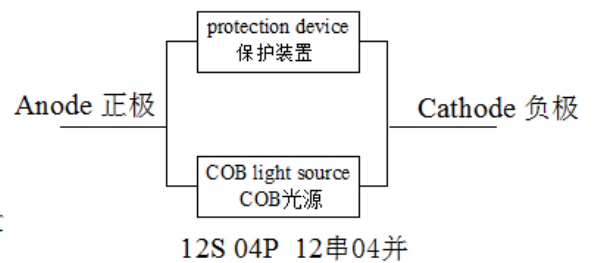 protection device
保护装置
Anode 正极
Cathode 负极
COB light source
COB光源
12S 04P 12串04并